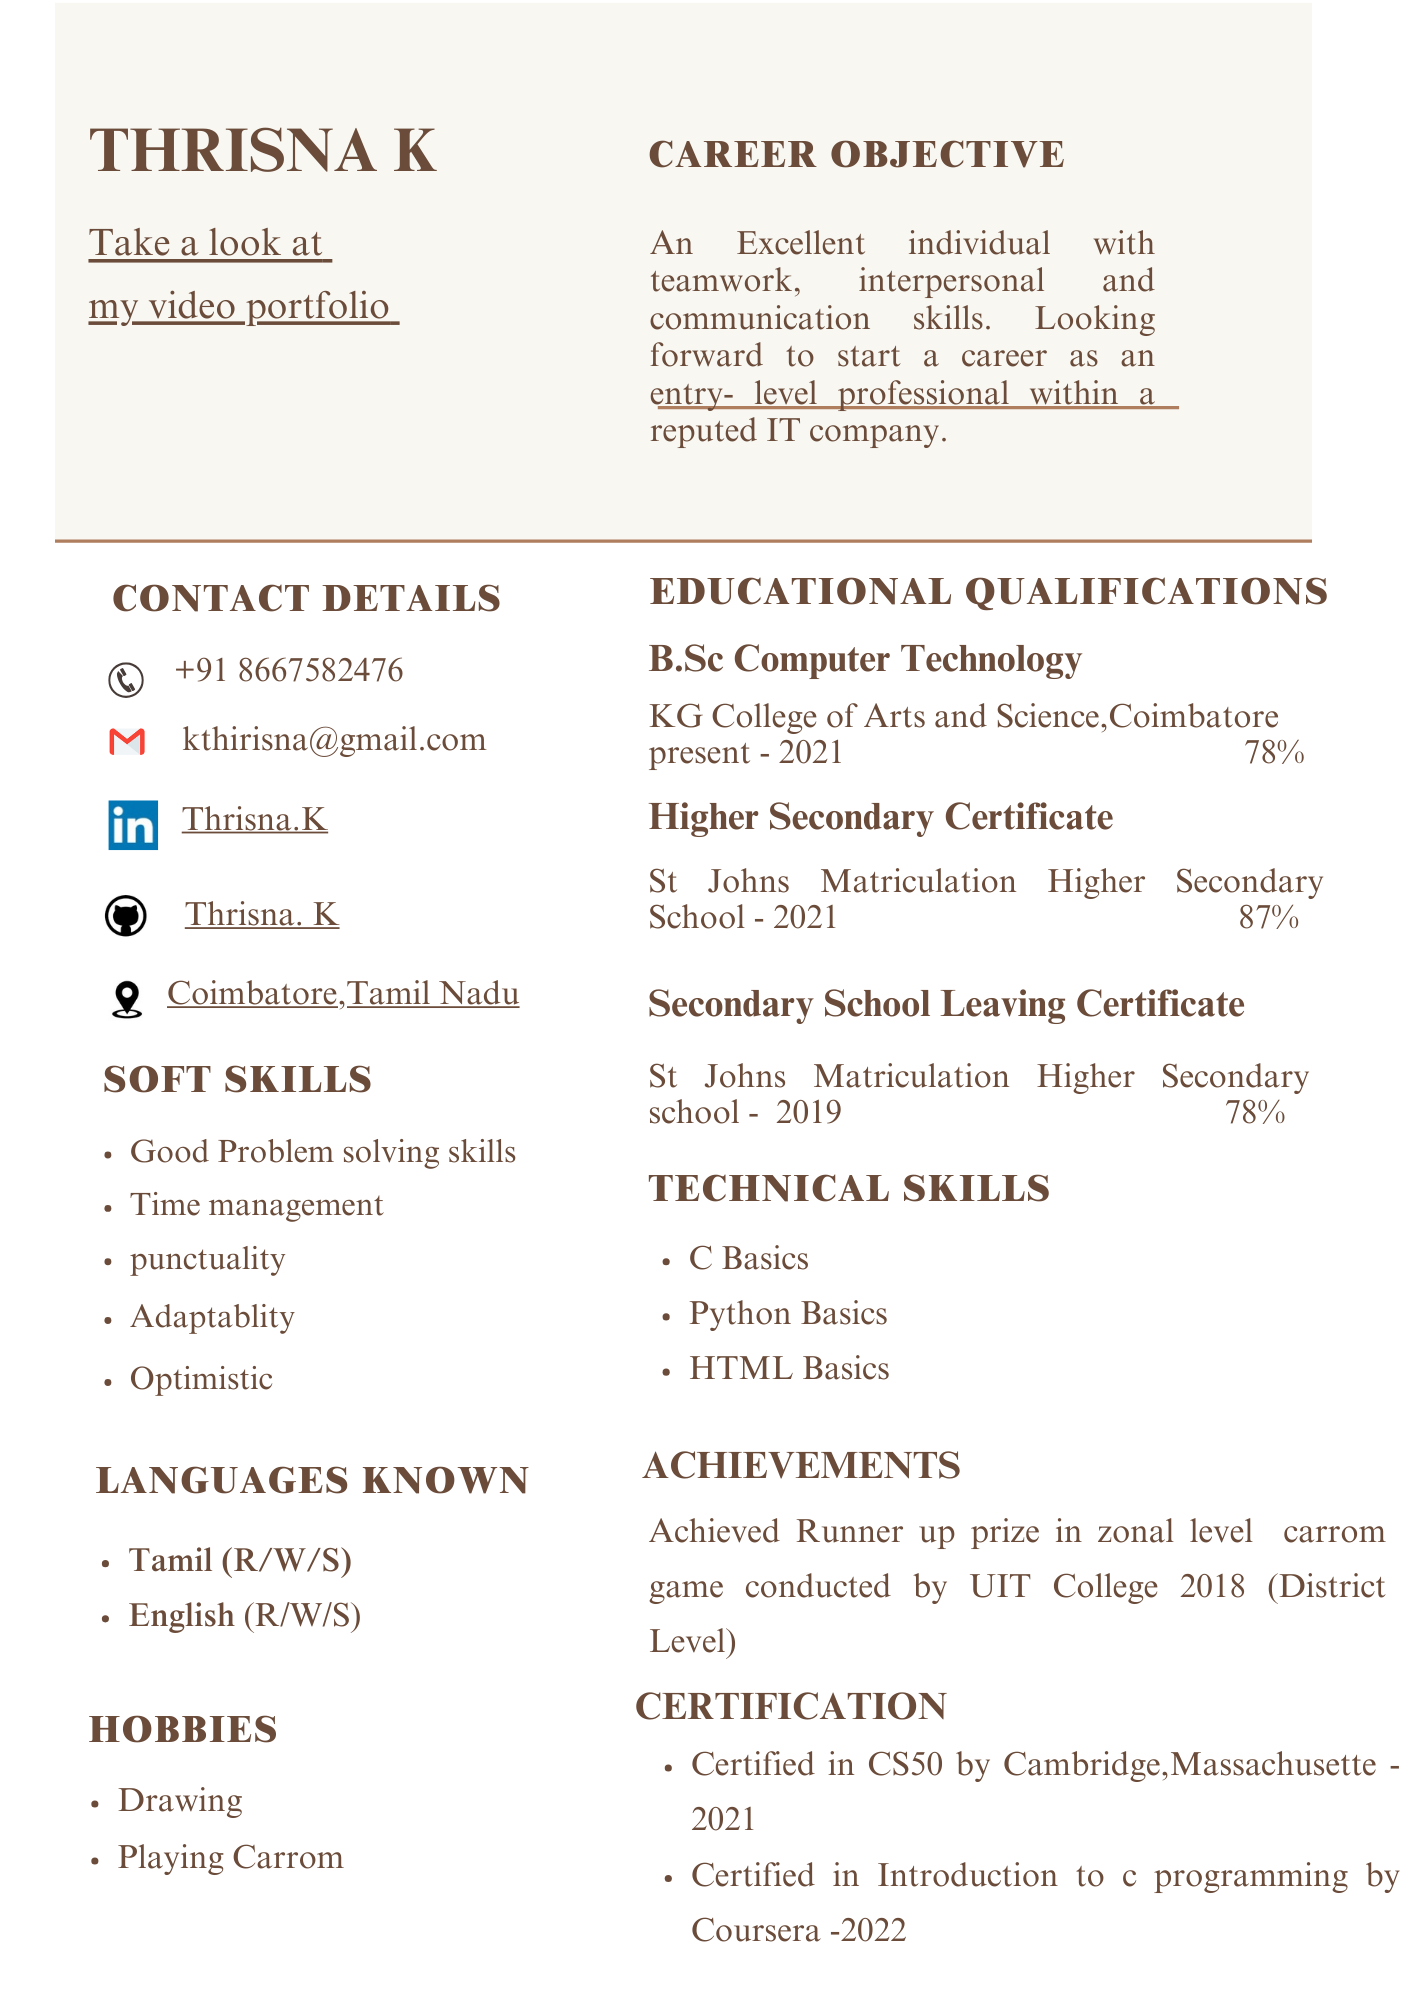 THRISNA K
Take a look at
my video portfolio
CAREER OBJECTIVE
An Excellent individual with
teamwork, interpersonal and
communication skills. Looking
forward to start a career as an
entry- level professional within a
reputed IT company.
CONTACT DETAILS
+91 8667582476
kthirisna@gmail.com
in Thrisna.K
Thrisna. K
Coimbatore,Tamil Nadu
SOFT SKILLS
• Good Problem solving skills
• Time management
• punctuality
• Adaptablity
• Optimistic
LANGUAGES KNOWN
• Tamil (R/W/S)
• English (R/W/S)
HOBBIES
• Drawing
• Playing Carrom
EDUCATIONAL QUALIFICATIONS
B.Sc Computer Technology
KG College of Arts and Science,Coimbatore
present - 2021 78%
Higher Secondary Certificate
St Johns Matriculation Higher Secondary
School - 2021 87%
Secondary School Leaving Certificate
St Johns Matriculation Higher Secondary
school - 2019 78%
TECHNICAL SKILLS
• C Basics
• Python Basics
• HTML Basics
ACHIEVEMENTS
Achieved Runner up prize in zonal level carrom
game conducted by UIT College 2018 (District
Level)
CERTIFICATION
• Certified in CS50 by Cambridge,Massachusette -
2021
• Certified in Introduction to c programming by
Coursera -2022